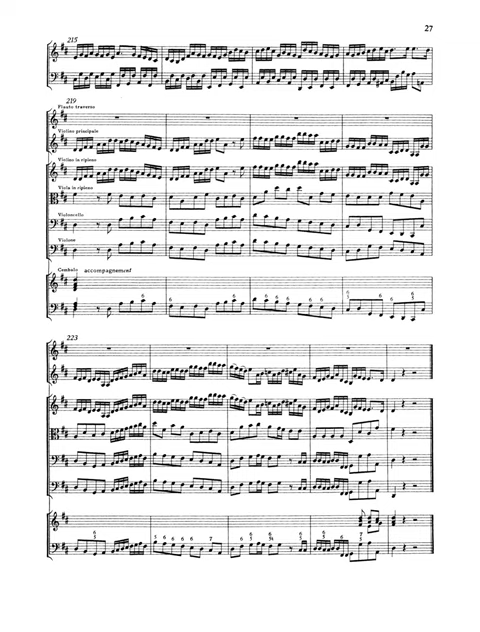 27
215
219
Flauto traverso
Violino principale
Violino in ripieno
Viola in ripieno
Violoncello
Violone
Cembalo accompagnement
223